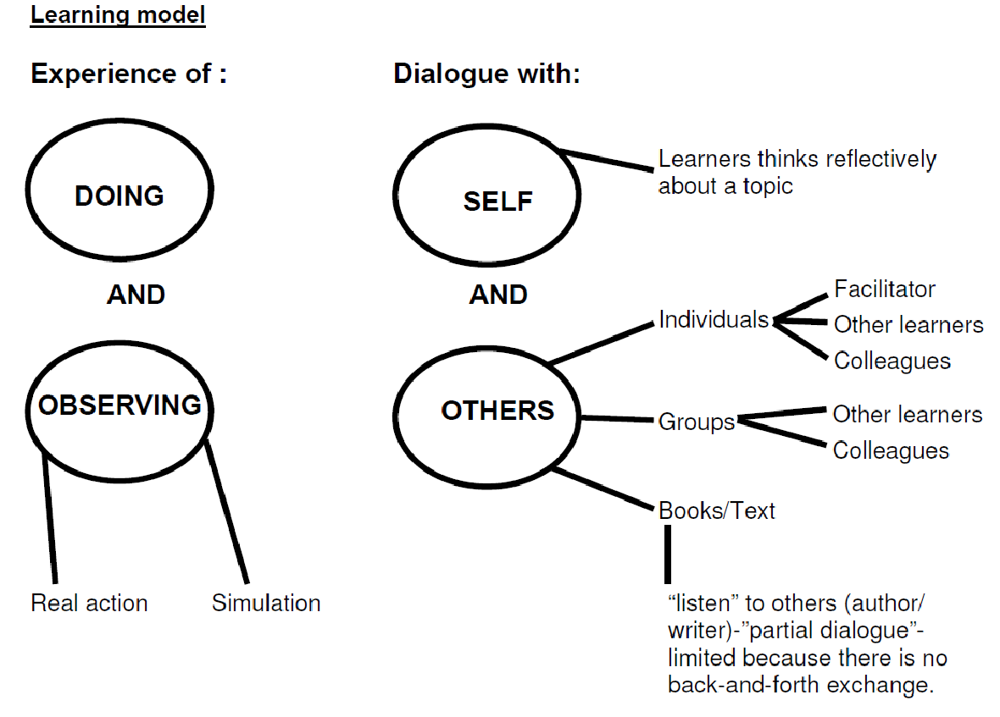 Learning model
Experience of :
DOING
AND
OBSERVING
Real action
Simulation
Dialogue with:
SELF
Learners thinks reflectively
about a topic
AND
OTHERS
Individuals
Facilitator
Other learners
Colleagues
Groups
Other learners
Colleagues
Books/Text
“listen” to others (author/
writer)-”partial dialogue”-
limited because there is no
back-and-forth exchange.